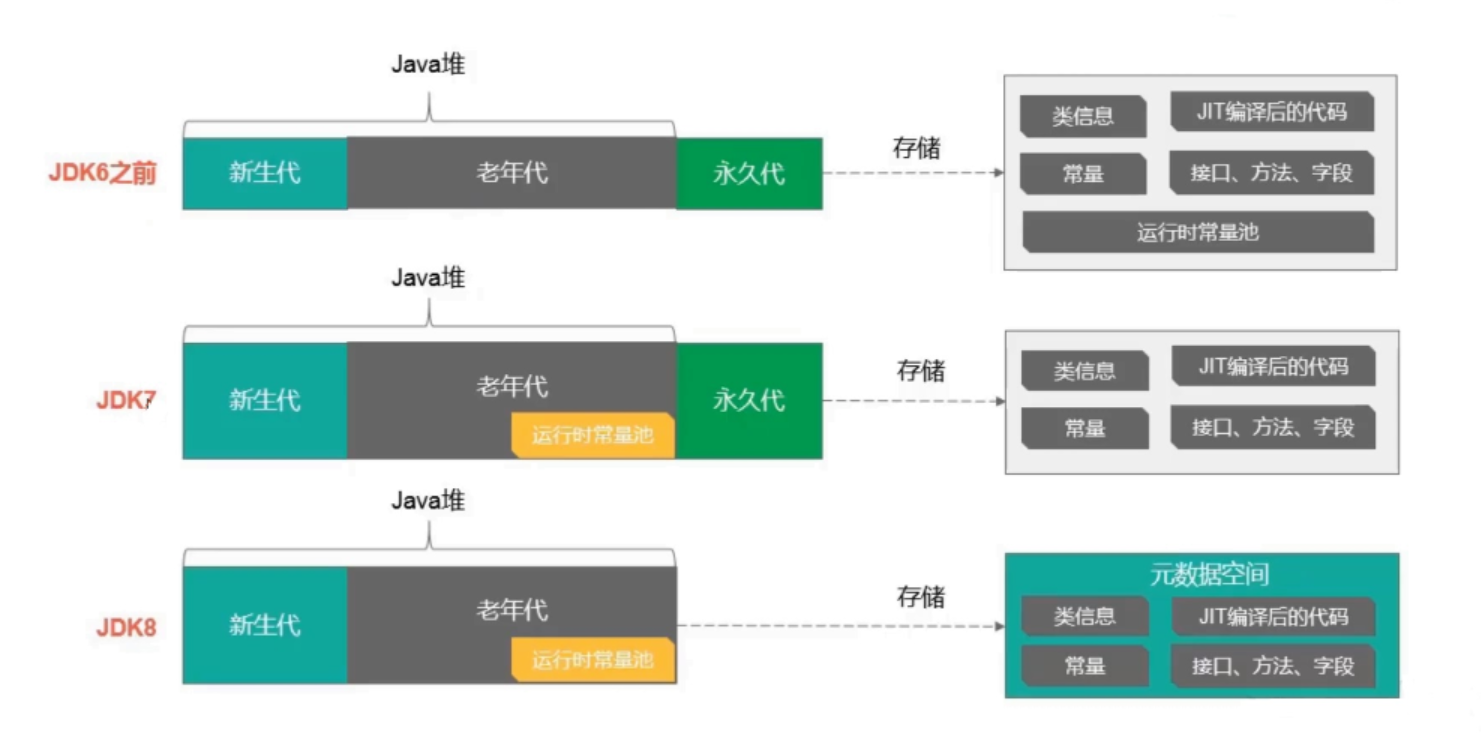 Java堆
JDK6之前
新生代
老年代
永久代
存储
类信息
JIT编译后的代码
常量
接口、方法、字段
运行时常量池
Java堆
JDK7
新生代
老年代
运行时常量池
永久代
存储
类信息
JIT编译后的代码
常量
接口、方法、字段
Java堆
JDK8
新生代
老年代
运行时常量池
存储
元数据空间
类信息
JIT编译后的代码
常量
接口、方法、字段